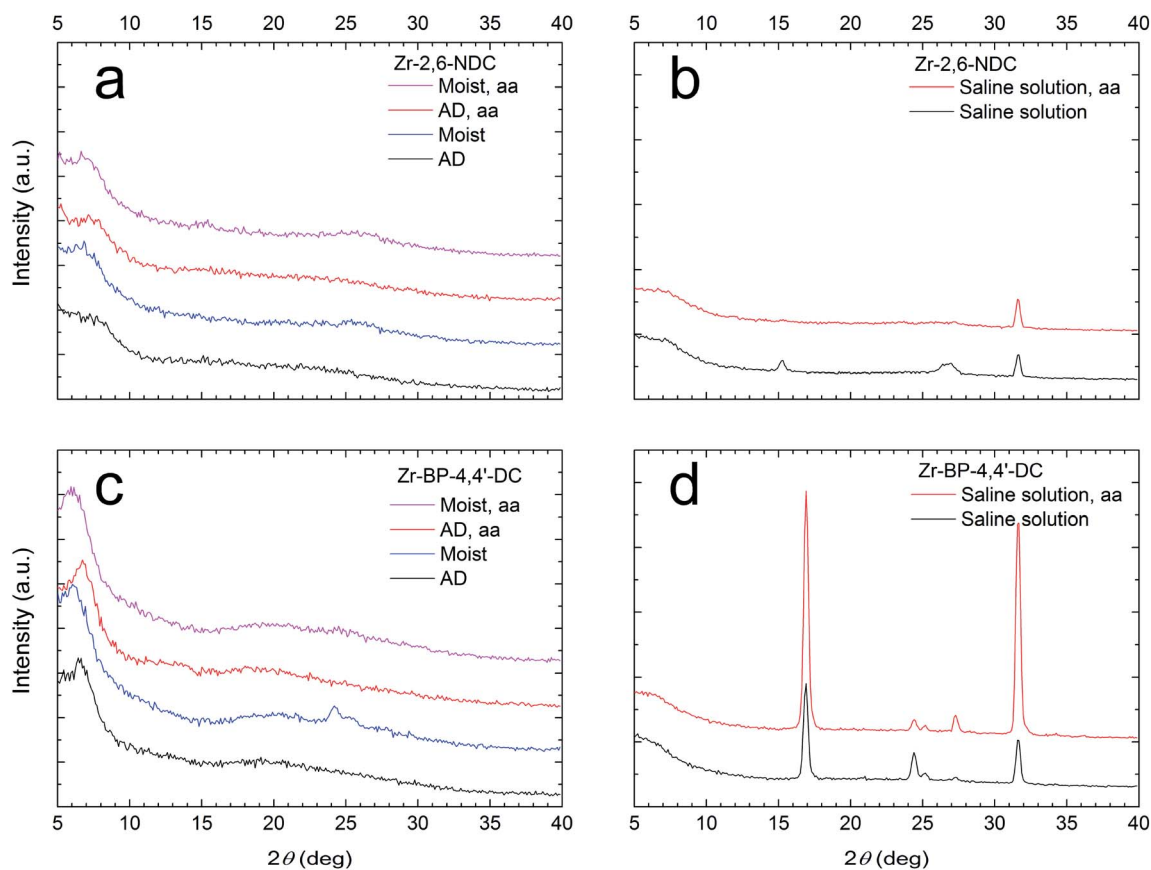 5 10 15 20 25 30 35 40
5 10 15 20 25 30 35 40
a
Zr-2,6-NDC
Moist, aa
AD, aa
Moist
AD
b
Zr-2,6-NDC
Saline solution, aa
Saline solution
Intensity (a.u.)
c
Zr-BP-4,4'-DC
Moist, aa
AD, aa
Moist
AD
d
Zr-BP-4,4'-DC
Saline solution, aa
Saline solution
Intensity (a.u.)
5 10 15 20 25 30 35 40
5 10 15 20 25 30 35 40
2θ (deg)
2θ (deg)